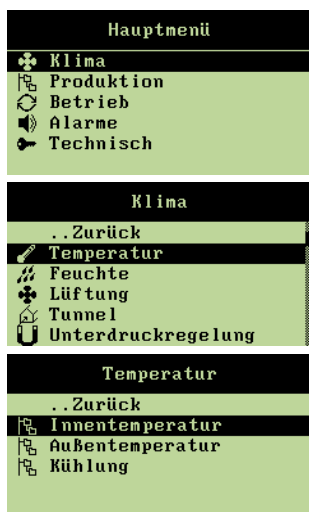 Hauptmenü
Klima
Produktion
Betrieb
Alarme
Technisch
Klima
..Zurück
Temperatur
Feuchte
Lüftung
Tunnel
Unterdruckregelung
Temperatur
..Zurück
Innentemperatur
Außentemperatur
Kühlung